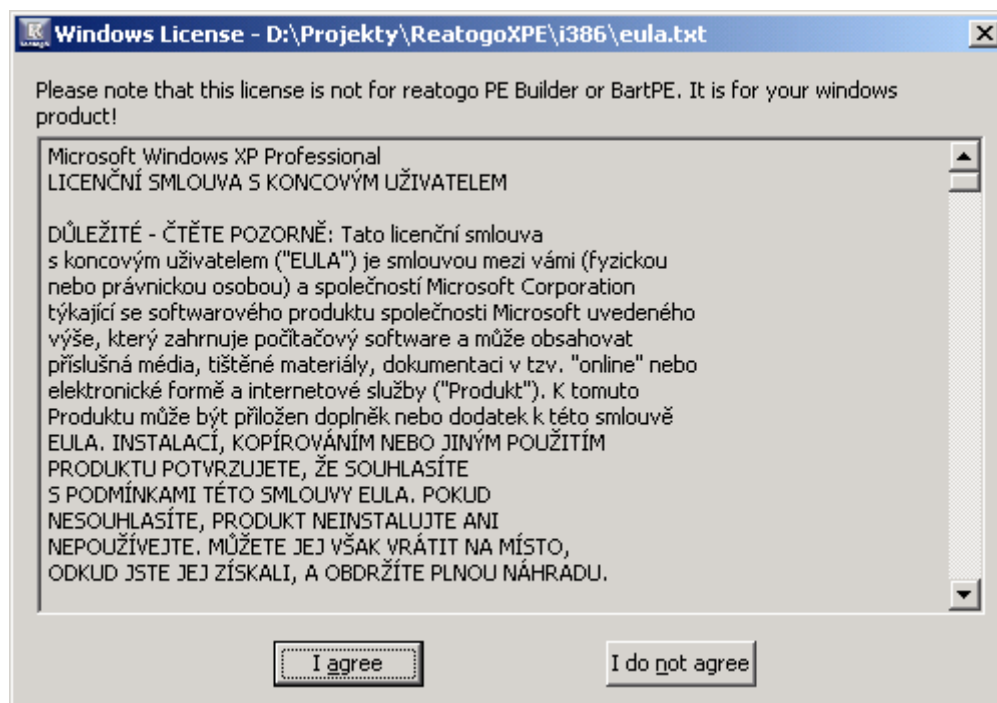 Windows License - D:\Projekty\ReatogoXPE\i386\eula.txt
Please note that this license is not for reatogo PE Builder or BartPE. It is for your windows
product!
Microsoft Windows XP Professional
LICENČNÍ SMLOUVA S KONCOVÝM UŽIVATELEM
DŮLEŽITÉ - ČTĚTE POZORNĚ: Tato licenční smlouva
s koncovým uživatelem ("EULA") je smlouvou mezi vámi (fyzickou
nebo právnickou osobou) a společností Microsoft Corporation
týkající se softwarového produktu společnosti Microsoft uvedeného
výše, který zahrnuje počítačový software a může obsahovat
příslušná média, tištěné materiály, dokumentaci v tzv. "online" nebo
elektronické formě a internetové služby ("Produkt"). K tomuto
Produktu může být přiložen doplněk nebo dodatek k této smlouvě
EULA. INSTALACÍ, KOPÍROVÁNÍM NEBO JINÝM POUŽITÍM
PRODUKTU POTVRZUJETE, ŽE SOUHLASÍTE
S PODMÍNKAMI TÉTO SMLOUVY EULA. POKUD
NESOUHLASÍTE, PRODUKT NEINSTALUJTE ANI
NEPOUŽÍVEJTE. MŮŽETE JEJ VŠAK VRÁTIT NA MÍSTO,
ODKUD JSTE JEJ ZÍSKALI, A OBDRŽÍTE PLNOU NÁHRADU.
I agree
I do not agree